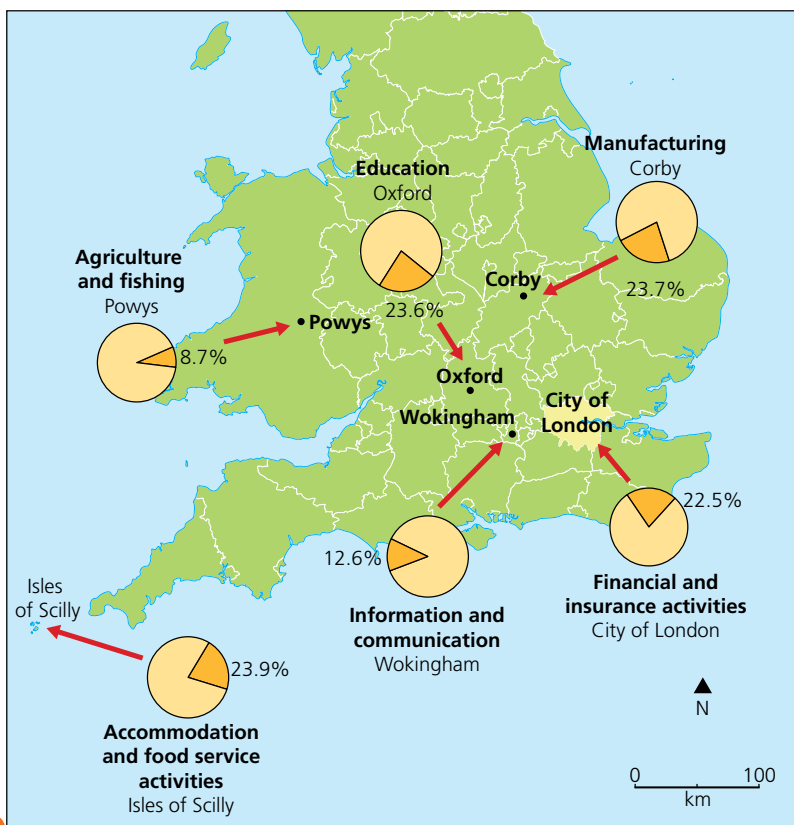 Manufacturing
Corby
23.7%
Education
Oxford
23.6%
Agriculture
and fishing
Powys
8.7%
Corby
Powys
Oxford
Wokingham
City of
London
22.5%
Financial and
insurance activities
City of London
12.6%
Information and
communication
Wokingham
Isles
of Scilly
23.9%
Accommodation
and food service
activities
Isles of Scilly
N
0 100
km